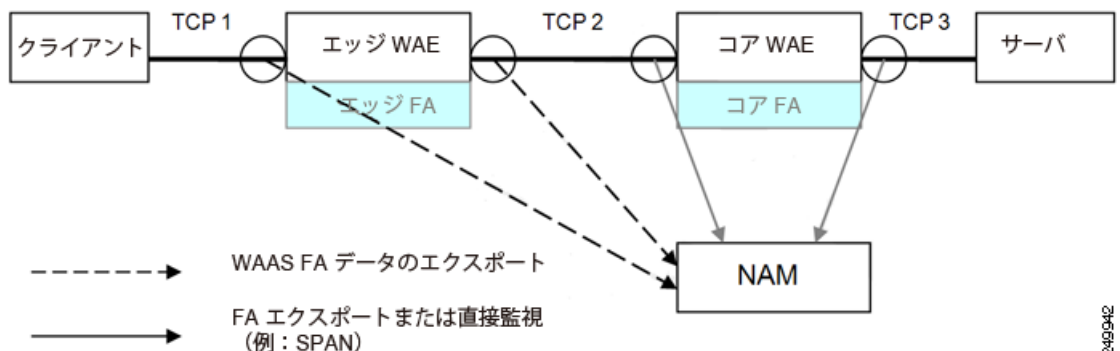 TCP 1
TCP 2
TCP 3
クライアント
エッジ WAE
コア WAE
サーバ
エッジ FA
コア FA
WAAS FA データのエクスポート
NAM
FA エクスポートまたは直接監視
（例：SPAN）
249942